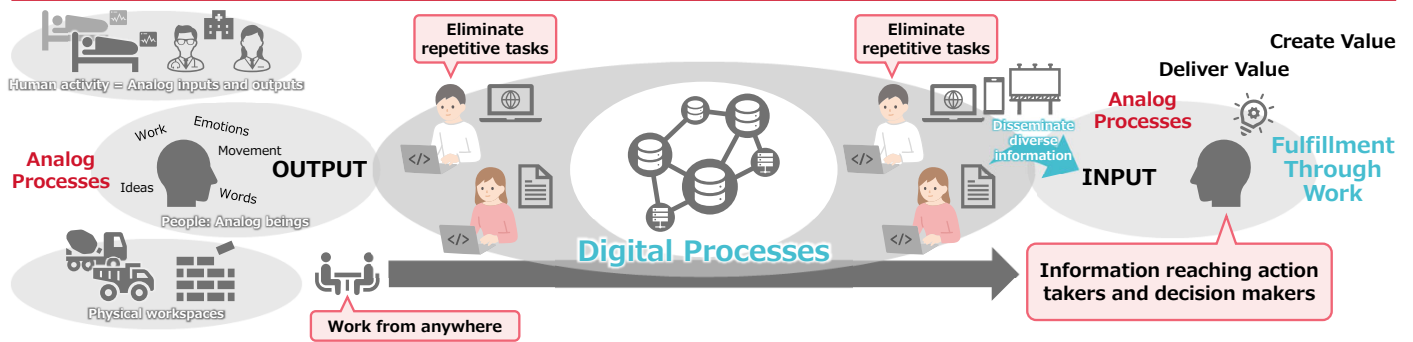 Human activity = Analog inputs and outputs
Analog
Processes
Work
Emotions
Movement
Ideas
Words
People: Analog beings
OUTPUT
Physical workspaces
Work from anywhere
Eliminate
repetitive tasks
</>
</>
Digital Processes
Eliminate
repetitive tasks
</>
</>
Disseminate
diverse
information
INPUT
Analog
Processes
Deliver Value
Create Value
Fulfillment
Through
Work
Information reaching action
takers and decision makers